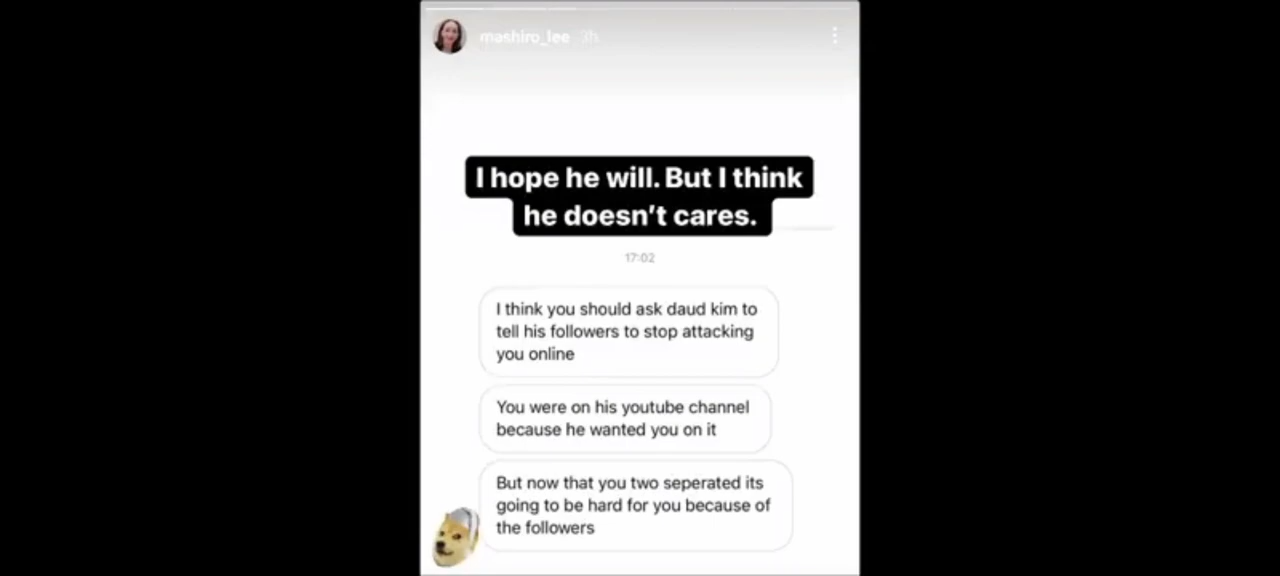 mashiro_lee 3h
I hope he will. But I think
he doesn't cares.
17:02
I think you should ask daud kim to
tell his followers to stop attacking
you online
You were on his youtube channel
because he wanted you on it
But now that you two seperated its
going to be hard for you because of
the followers